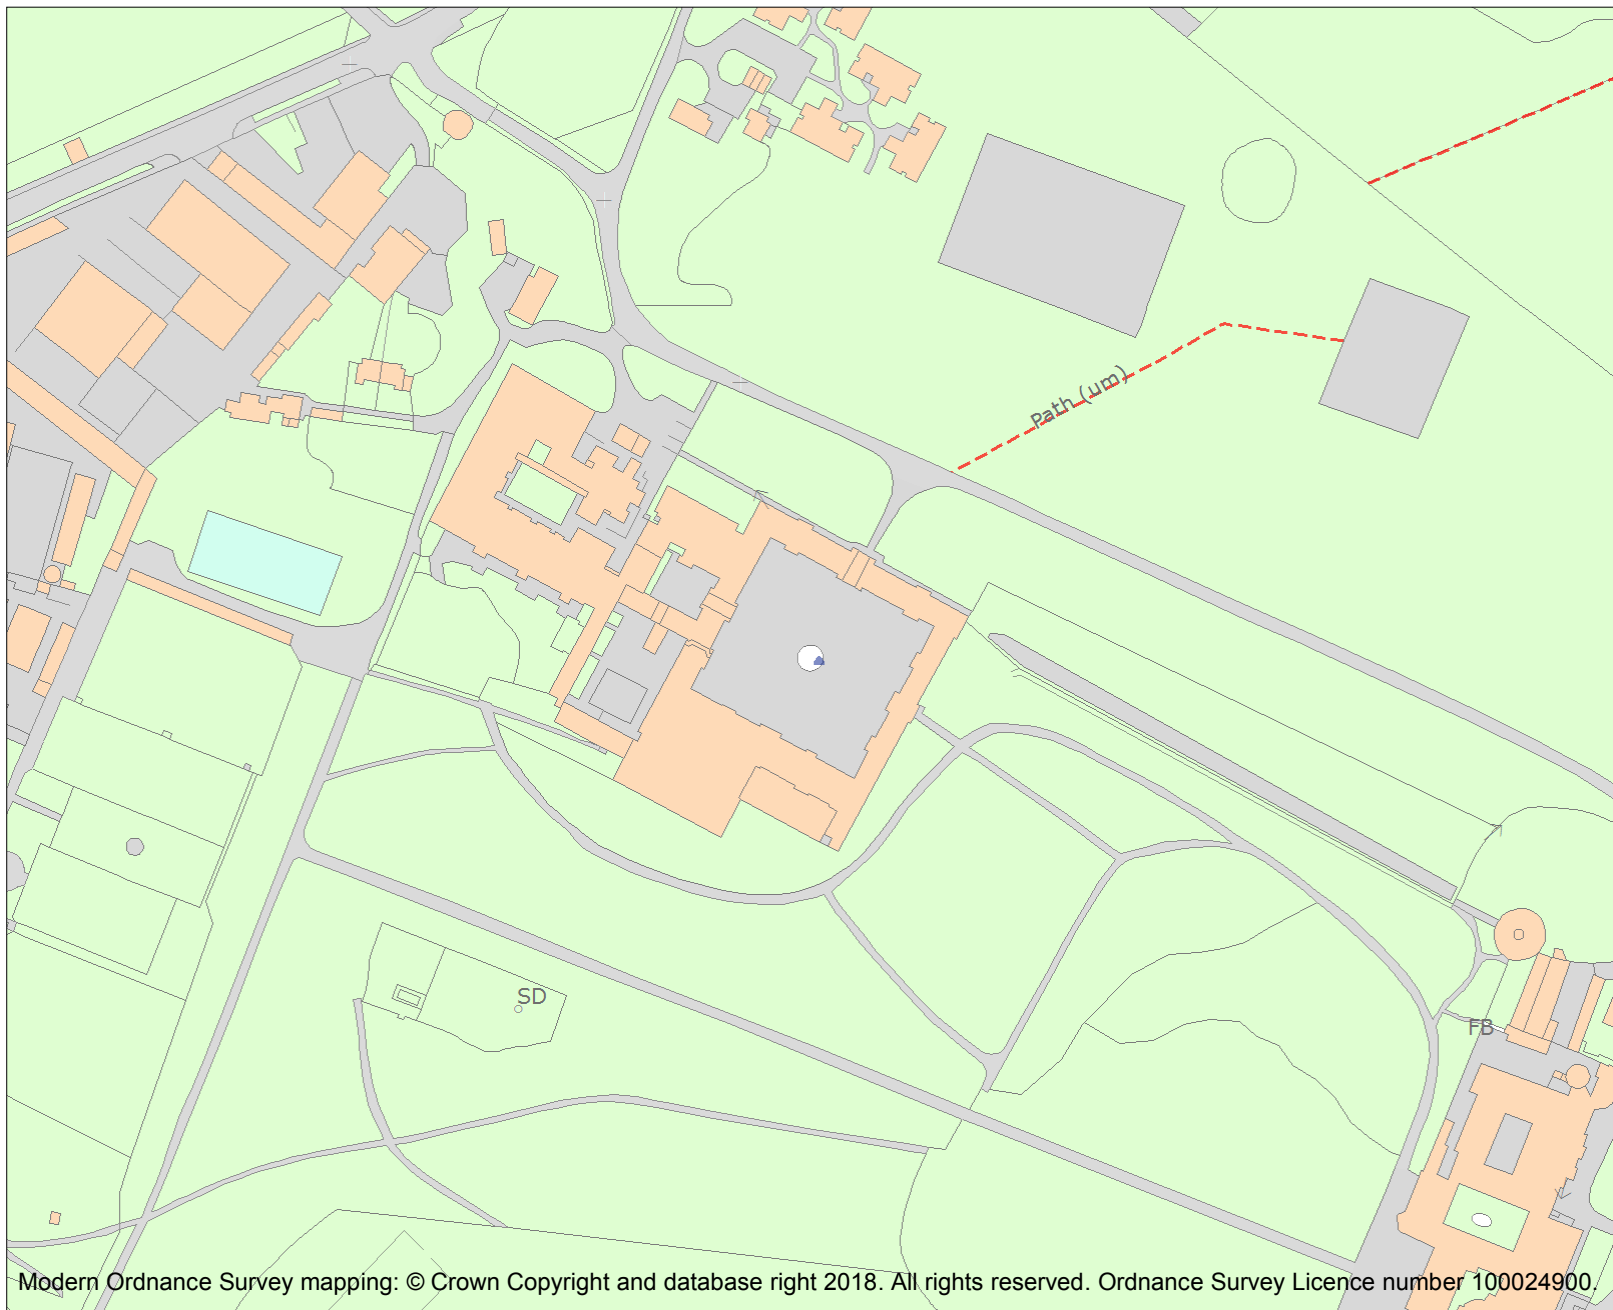 Path (um)
SD
FB
Modern Ordnance Survey mapping: © Crown Copyright and database right 2018. All rights reserved. Ordnance Survey Licence number 100024900.